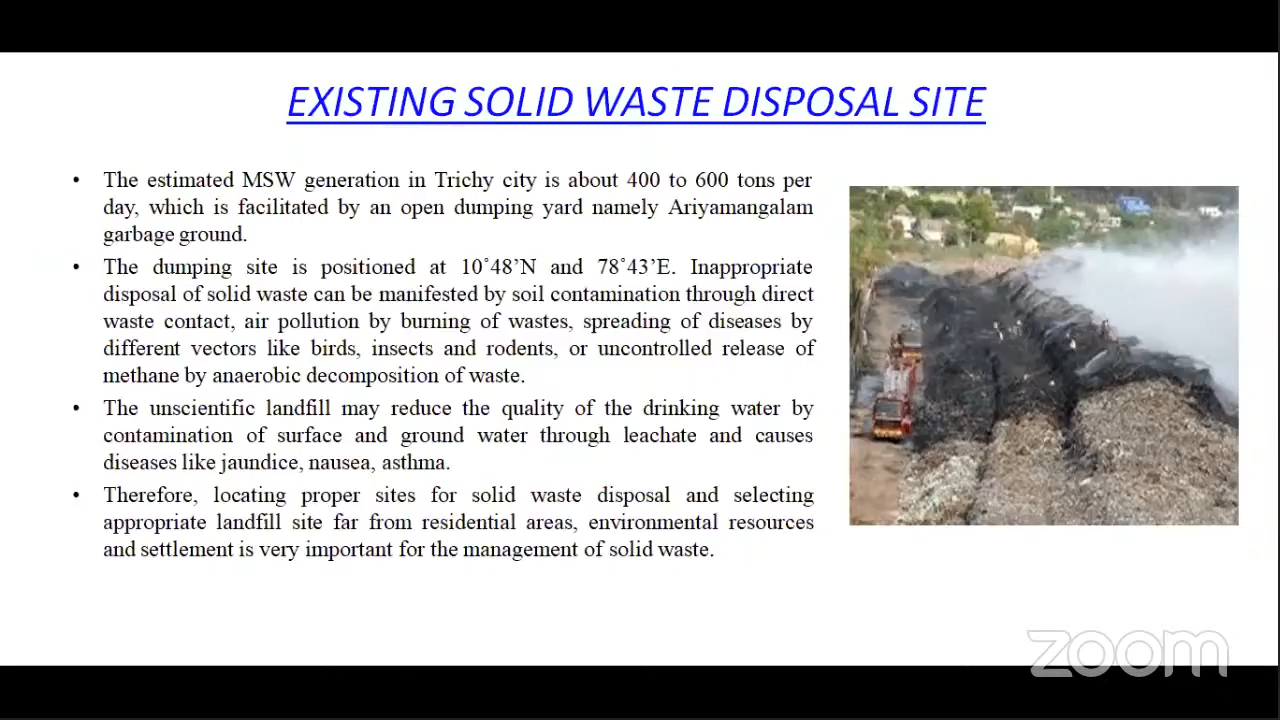 EXISTING SOLID WASTE DISPOSAL SITE
• The estimated MSW generation in Trichy city is about 400 to 600 tons per
day, which is facilitated by an open dumping yard namely Ariyamangalam
garbage ground.
• The dumping site is positioned at 10˚48’N and 78˚43’E. Inappropriate
disposal of solid waste can be manifested by soil contamination through direct
waste contact, air pollution by burning of wastes, spreading of diseases by
different vectors like birds, insects and rodents, or uncontrolled release of
methane by anaerobic decomposition of waste.
• The unscientific landfill may reduce the quality of the drinking water by
contamination of surface and ground water through leachate and causes
diseases like jaundice, nausea, asthma.
• Therefore, locating proper sites for solid waste disposal and selecting
appropriate landfill site far from residential areas, environmental resources
and settlement is very important for the management of solid waste.
zoom